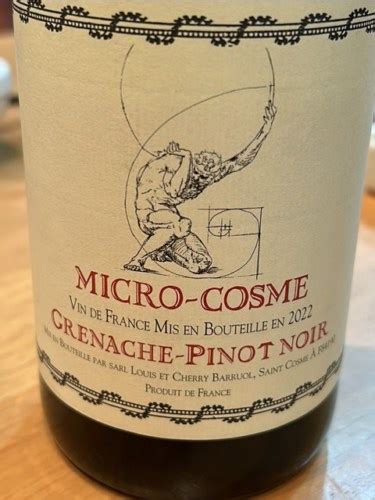 MICRO-COSME
VIN DE FRANCE MIS EN BOUTEILLE EN 2022
GRENACHE-PINOT NOIR
MIS EN BOUTEILLE PAR SARL LOUIS ET CHERRY BARRUOL, SAINT COSME À
PRODUIT DE FRANCE